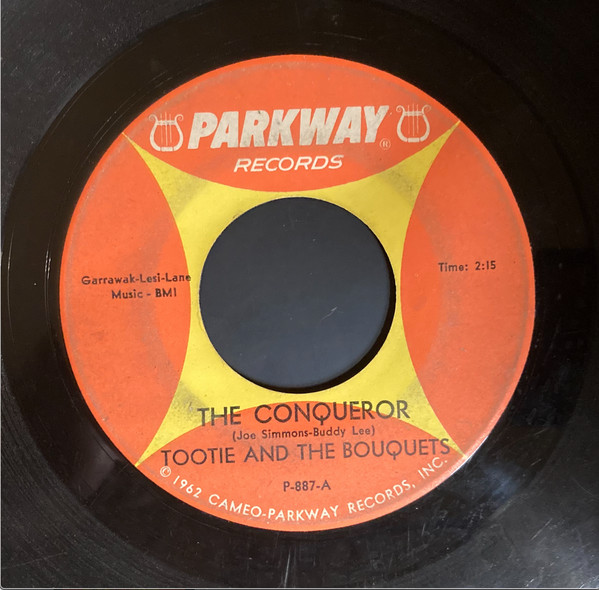 PARKWAY ®
RECORDS
Garrawak-Lesi-Lane
Music - BMI
Time: 2:15
THE CONQUEROR
(Joe Simmons-Buddy Lee)
TOOTIE AND THE BOUQUETS
P-887-A
© 1962 CAMEO-PARKWAY RECORDS, INC.